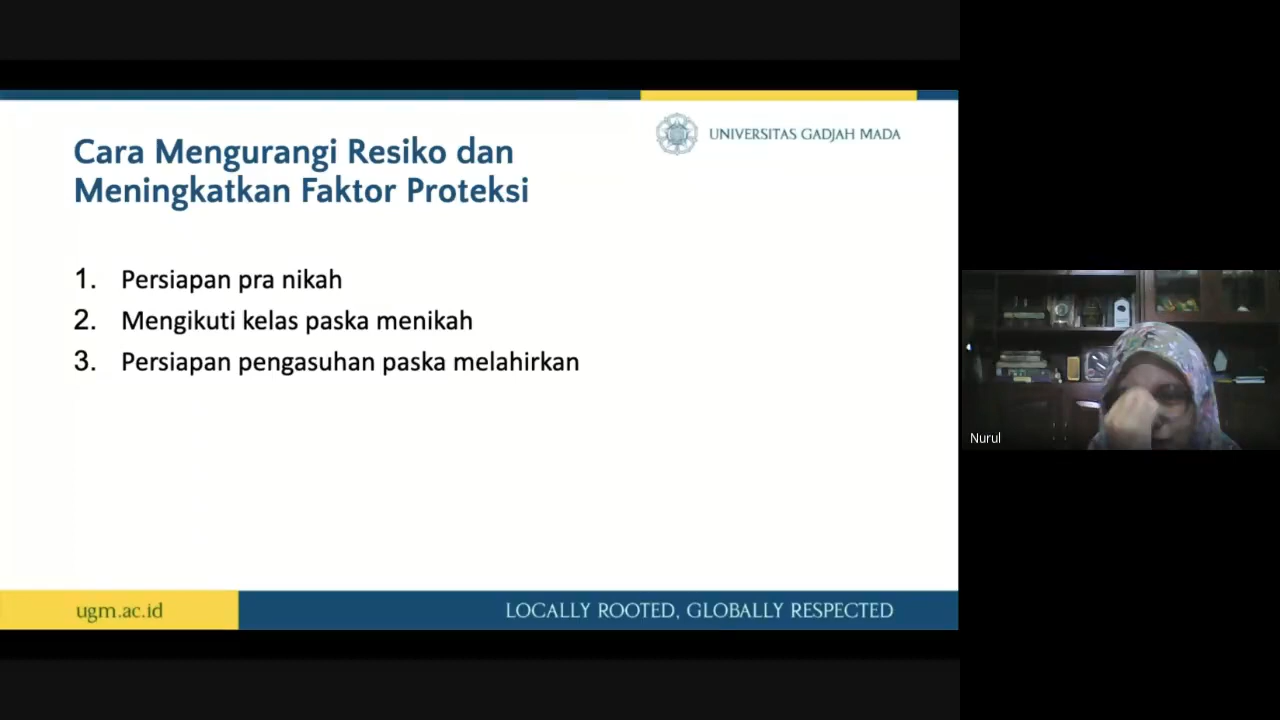 UNIVERSITAS GADJAH MADA
Cara Mengurangi Resiko dan
Meningkatkan Faktor Proteksi
1. Persiapan pra nikah
2. Mengikuti kelas paska menikah
3. Persiapan pengasuhan paska melahirkan
Nurul
ugm.ac.id
LOCALLY ROOTED, GLOBALLY RESPECTED